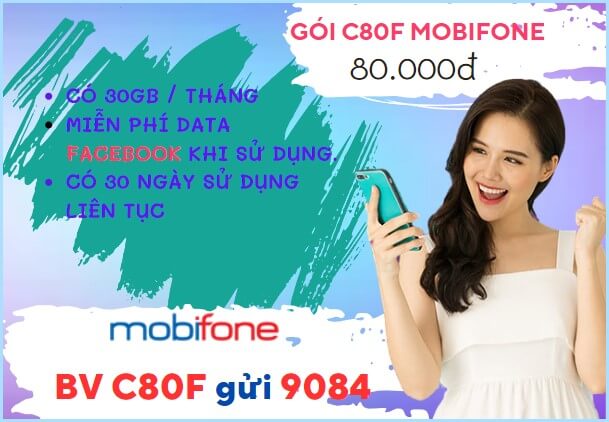 GÓI C80F MOBIFONE
80.000đ
• CÓ 30GB / THÁNG
• MIỄN PHÍ DATA
FACEBOOK KHI SỬ DỤNG.
• CÓ 30 NGÀY SỬ DỤNG
LIÊN TỤC
mobifone
BV C80F gửi 9084